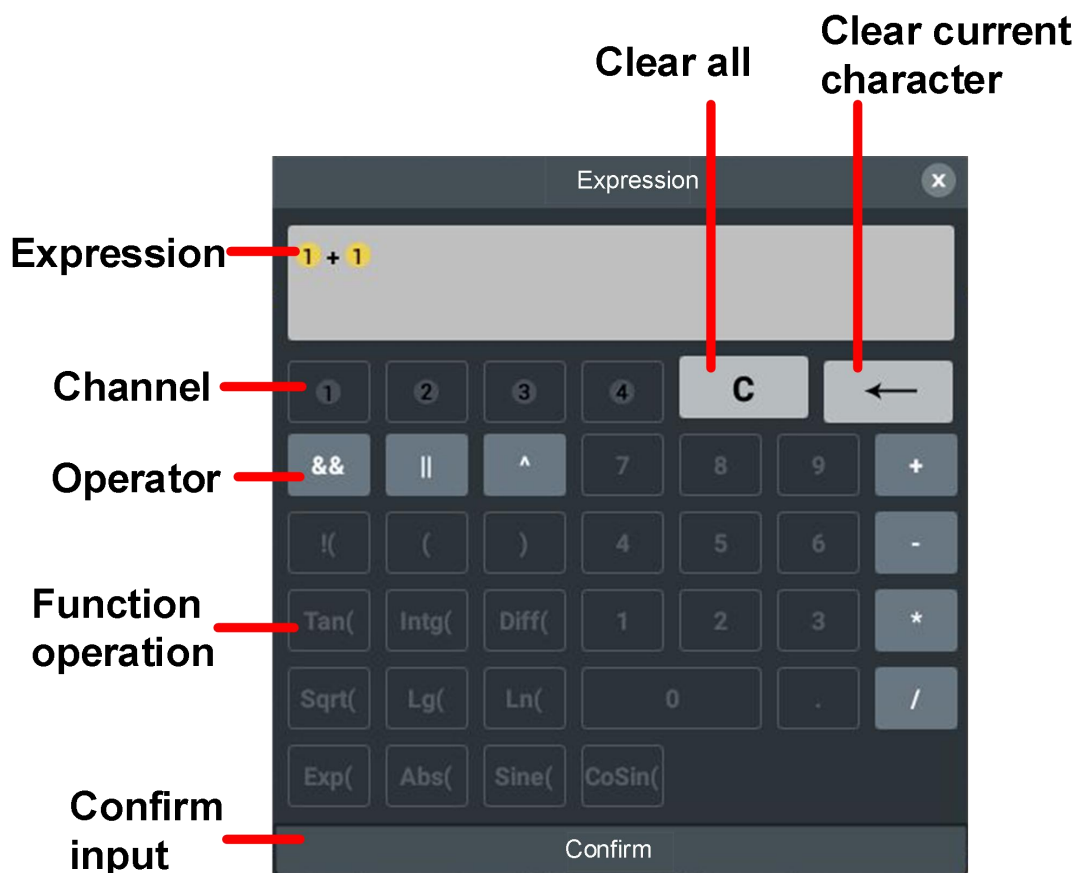 Clear all
Clear current
character
Expression
x
Expression
1 + 1
Channel
1 2 3 4 C ←
Operator
&& || ^ 7 8 9 +
!( ( ) 4 5 6 -
Function
operation
Tan( Intg( Diff( 1 2 3 *
Sqrt( Lg( Ln( 0 . /
Exp( Abs( Sine( CoSin(
Confirm
input
Confirm